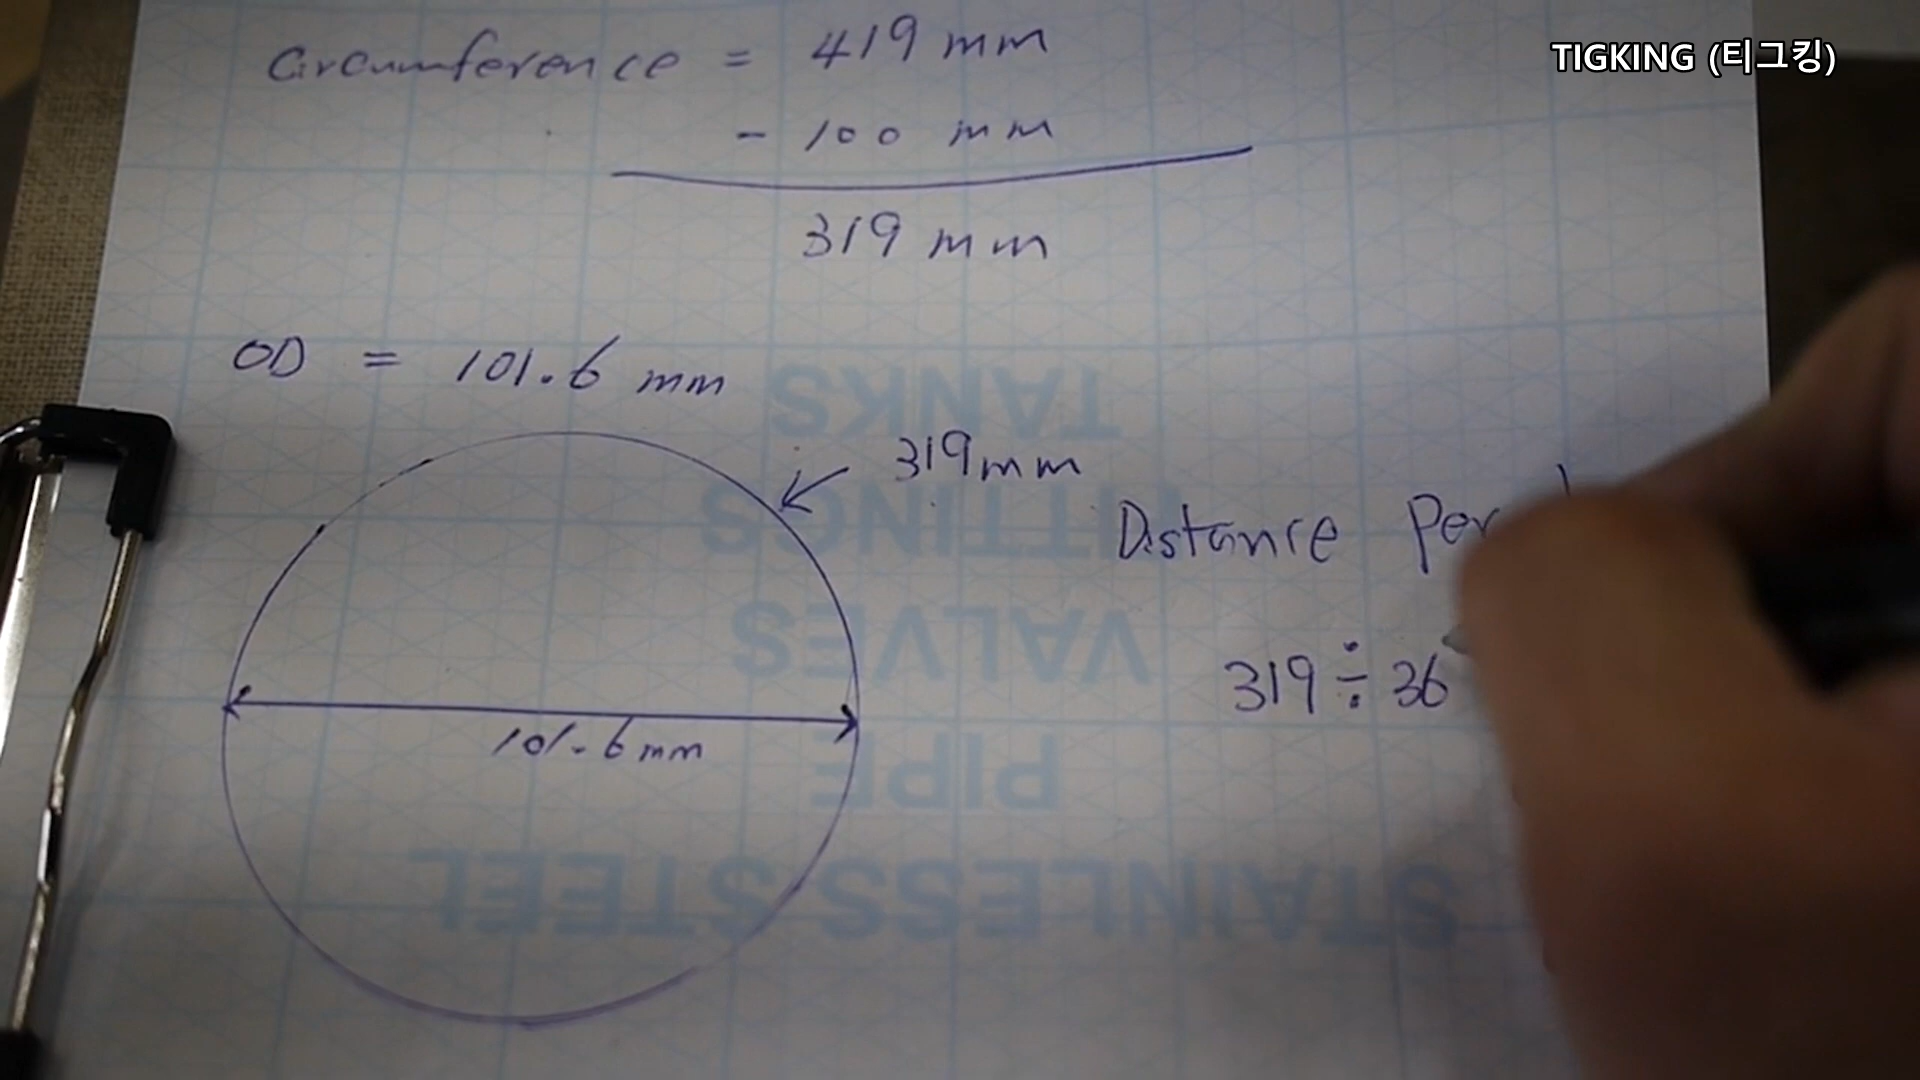 TIGKING (티그킹)
Circumference = 419 mm
- 100 mm
319 mm
OD = 101.6 mm
319mm
Distance Per
319 ÷ 36
101.6mm
TANKS
FITTINGS
VALVES
PIPE
STAINLESS STEEL